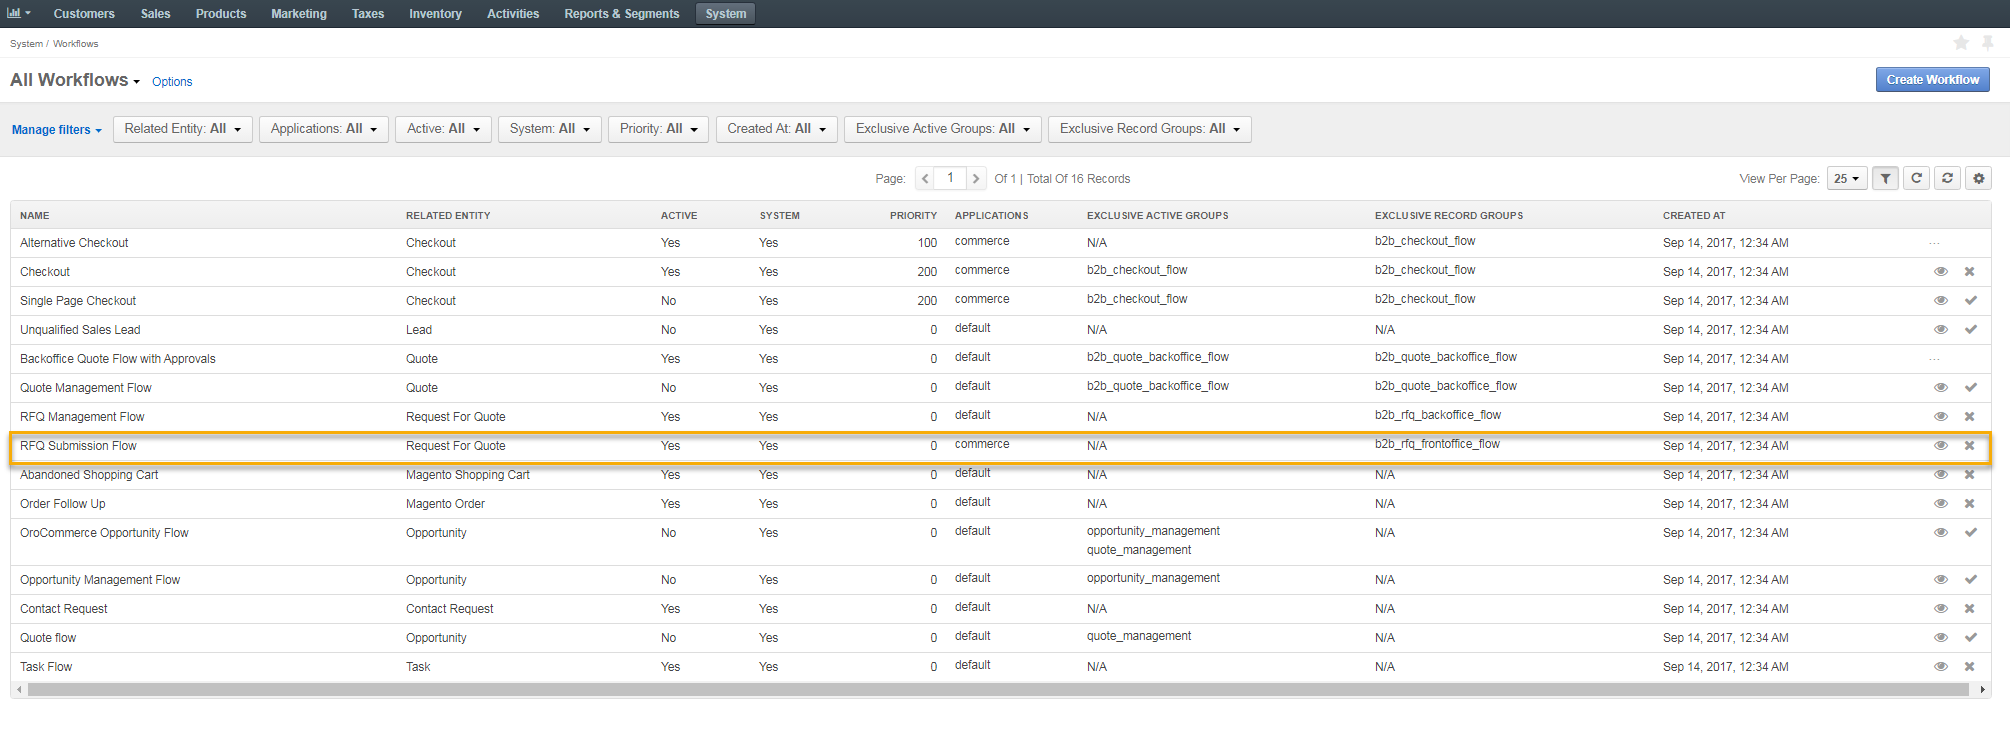 Customers Sales Products Marketing Taxes Inventory Activities Reports & Segments System
System / Workflows
All Workflows Options Create Workflow
Manage filters Related Entity: All Applications: All Active: All System: All Priority: All Created At: All Exclusive Active Groups: All Exclusive Record Groups: All
Page: 1 Of 1 | Total Of 16 Records View Per Page: 25
NAME RELATED ENTITY ACTIVE SYSTEM PRIORITY APPLICATIONS EXCLUSIVE ACTIVE GROUPS EXCLUSIVE RECORD GROUPS CREATED AT
Alternative Checkout Checkout Yes Yes 100 commerce N/A b2b_checkout_flow Sep 14, 2017, 12:34 AM ...
Checkout Checkout Yes Yes 200 commerce b2b_checkout_flow b2b_checkout_flow Sep 14, 2017, 12:34 AM
Single Page Checkout Checkout No Yes 200 commerce b2b_checkout_flow b2b_checkout_flow Sep 14, 2017, 12:34 AM
Unqualified Sales Lead Lead No Yes 0 default N/A N/A Sep 14, 2017, 12:34 AM
Backoffice Quote Flow with Approvals Quote Yes Yes 0 default b2b_quote_backoffice_flow b2b_quote_backoffice_flow Sep 14, 2017, 12:34 AM ...
Quote Management Flow Quote No Yes 0 default b2b_quote_backoffice_flow b2b_quote_backoffice_flow Sep 14, 2017, 12:34 AM
RFQ Management Flow Request For Quote Yes Yes 0 default N/A b2b_rfq_backoffice_flow Sep 14, 2017, 12:34 AM
RFQ Submission Flow Request For Quote Yes Yes 0 commerce N/A b2b_rfq_frontoffice_flow Sep 14, 2017, 12:34 AM
Abandoned Shopping Cart Magento Shopping Cart Yes Yes 0 default N/A N/A Sep 14, 2017, 12:34 AM
Order Follow Up Magento Order Yes Yes 0 default N/A N/A Sep 14, 2017, 12:34 AM
OroCommerce Opportunity Flow Opportunity No Yes 0 default opportunity_management N/A Sep 14, 2017, 12:34 AM
quote_management
Opportunity Management Flow Opportunity No Yes 0 default opportunity_management N/A Sep 14, 2017, 12:34 AM
Contact Request Contact Request Yes Yes 0 default N/A N/A Sep 14, 2017, 12:34 AM
Quote flow Opportunity No Yes 0 default quote_management N/A Sep 14, 2017, 12:34 AM
Task Flow Task Yes Yes 0 default N/A N/A Sep 14, 2017, 12:34 AM